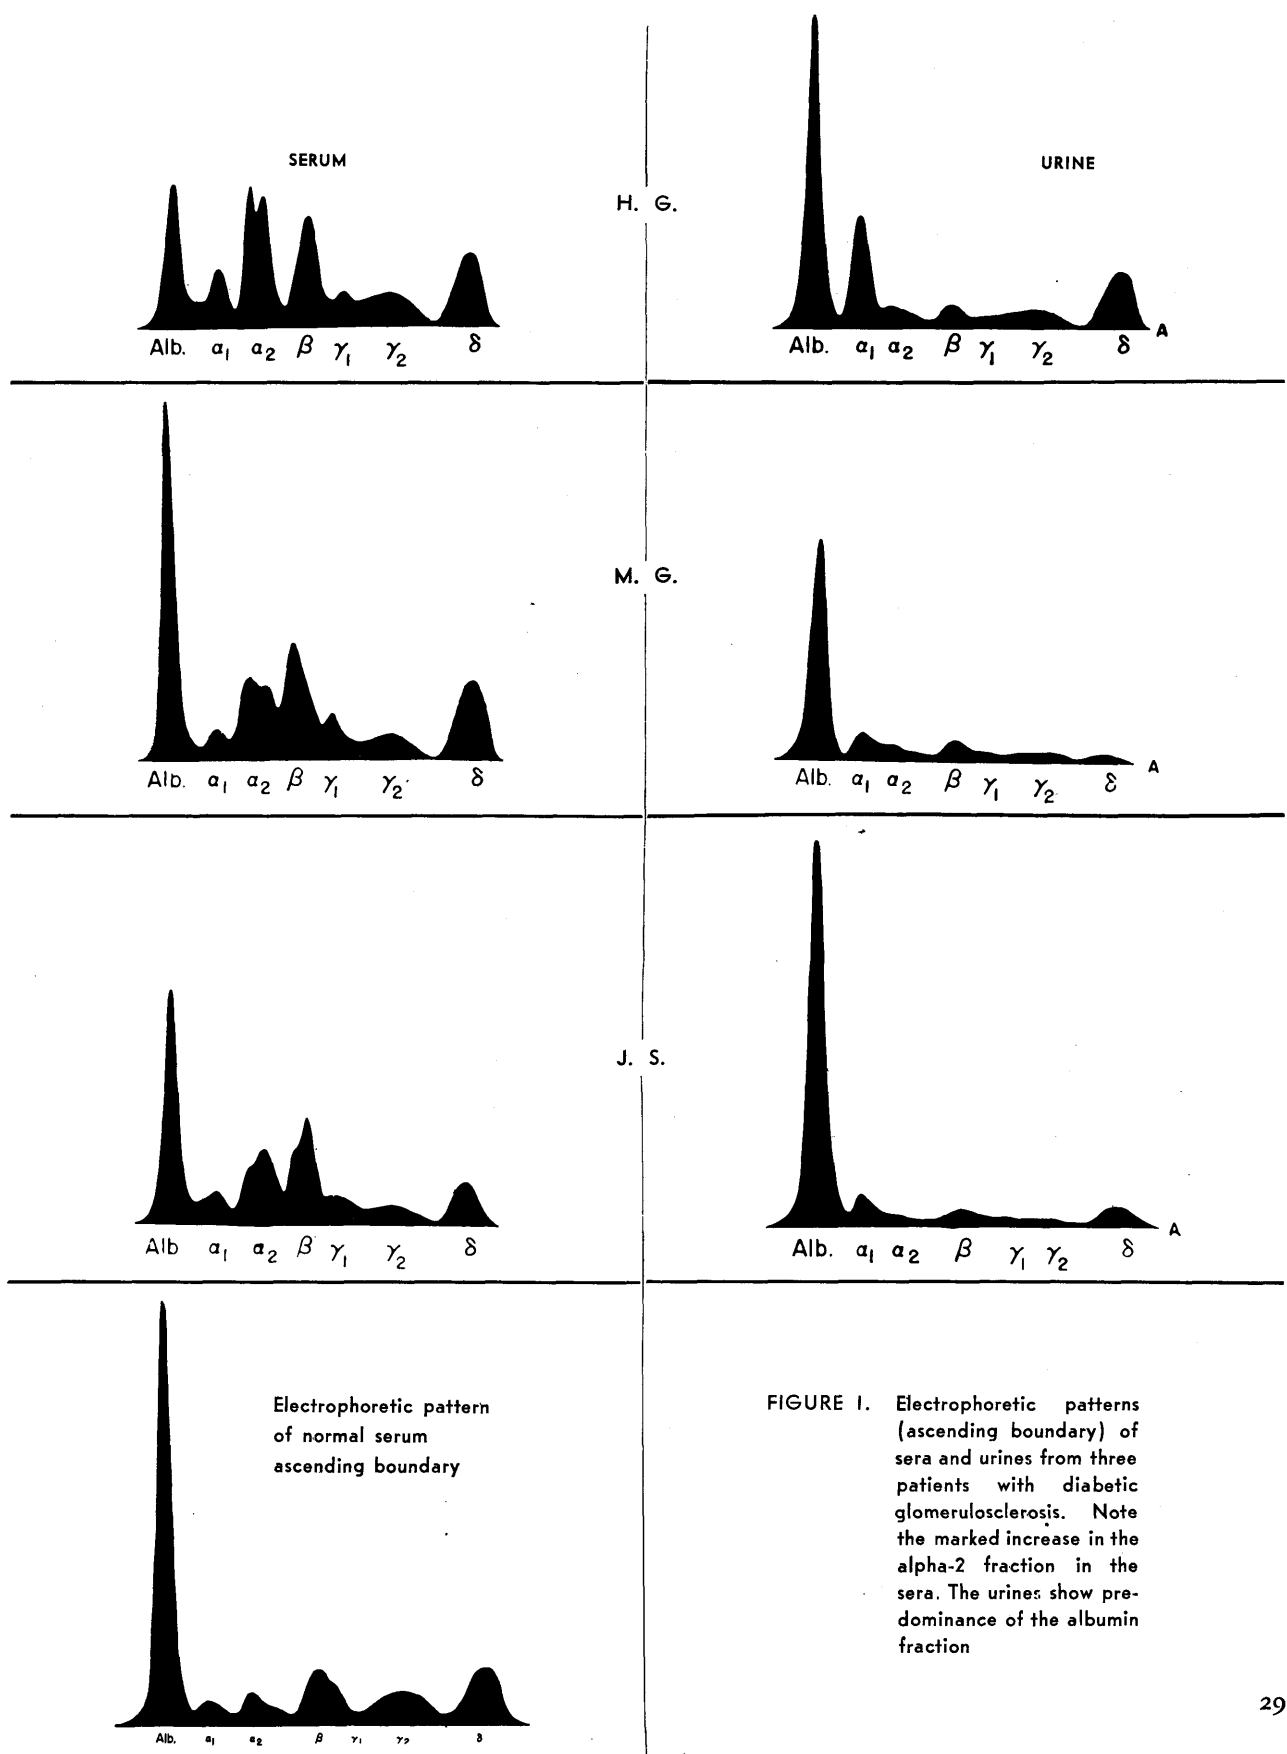 SERUM
URINE
H. G.
Alb. α₁ α₂ β γ₁ γ₂ δ
Alb. α₁ α₂ β γ₁ γ₂ δ A
M. G.
Alb. α₁ α₂ β γ₁ γ₂ δ
Alb. α₁ α₂ β γ₁ γ₂ δ A
J. S.
Alb α₁ α₂ β γ₁ γ₂ δ
Alb. α₁ α₂ β γ₁ γ₂ δ A
Electrophoretic pattern
of normal serum
ascending boundary
Alb. α₁ α₂ β γ₁ γ₂ δ
FIGURE I. Electrophoretic patterns
(ascending boundary) of
sera and urines from three
patients with diabetic
glomerulosclerosis. Note
the marked increase in the
alpha-2 fraction in the
sera. The urines show pre-
dominance of the albumin
fraction
29